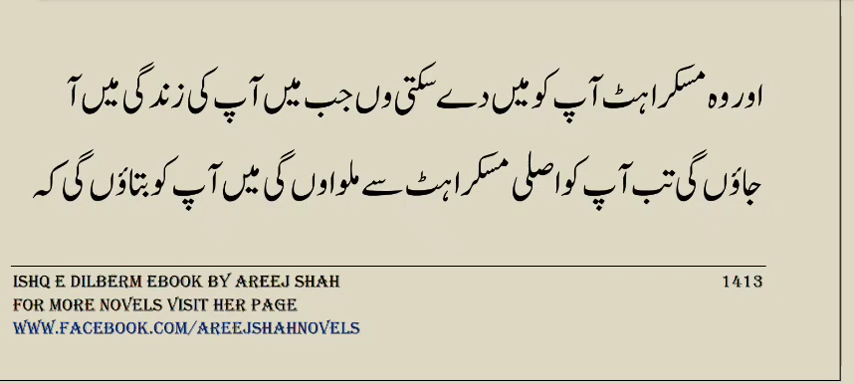 اور وہ مسکراہٹ آپ کو میں دے سکتی وں جب میں آپ کی زندگی میں آ
جاؤں گی تب آپ کو اصلی مسکراہٹ سے ملواوں گی میں آپ کو بتاؤں گی کہ
ISHQ E DILBERM EBOOK BY AREEJ SHAH 1413
FOR MORE NOVELS VISIT HER PAGE
WWW.FACEBOOK.COM/AREEJSHAHNOVELS